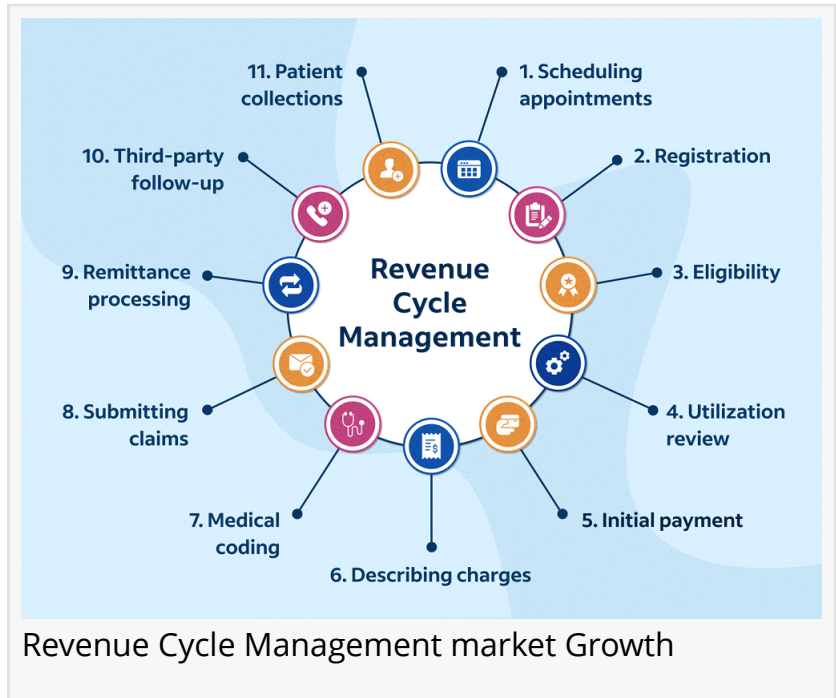 Revenue
Cycle
Management
1. Scheduling
appointments
2. Registration
3. Eligibility
4. Utilization
review
5. Initial payment
6. Describing charges
7. Medical
coding
8. Submitting
claims
9. Remittance
processing
10. Third-party
follow-up
11. Patient
collections
Revenue Cycle Management market Growth